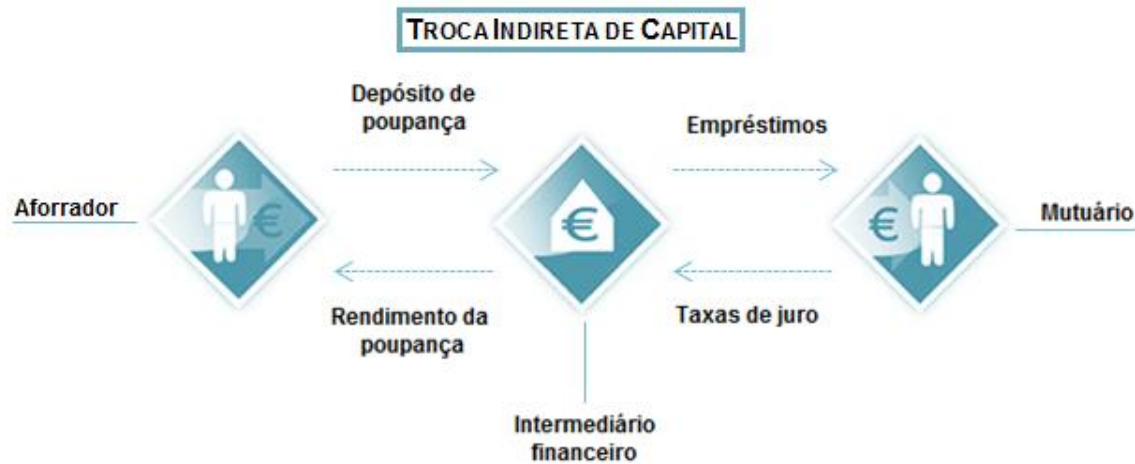 TROCA INDIRETA DE CAPITAL
Depósito de
poupança
Empréstimos
Aforrador
€
€
€
Mutuário
Rendimento da
poupança
Taxas de juro
Intermediário
financeiro